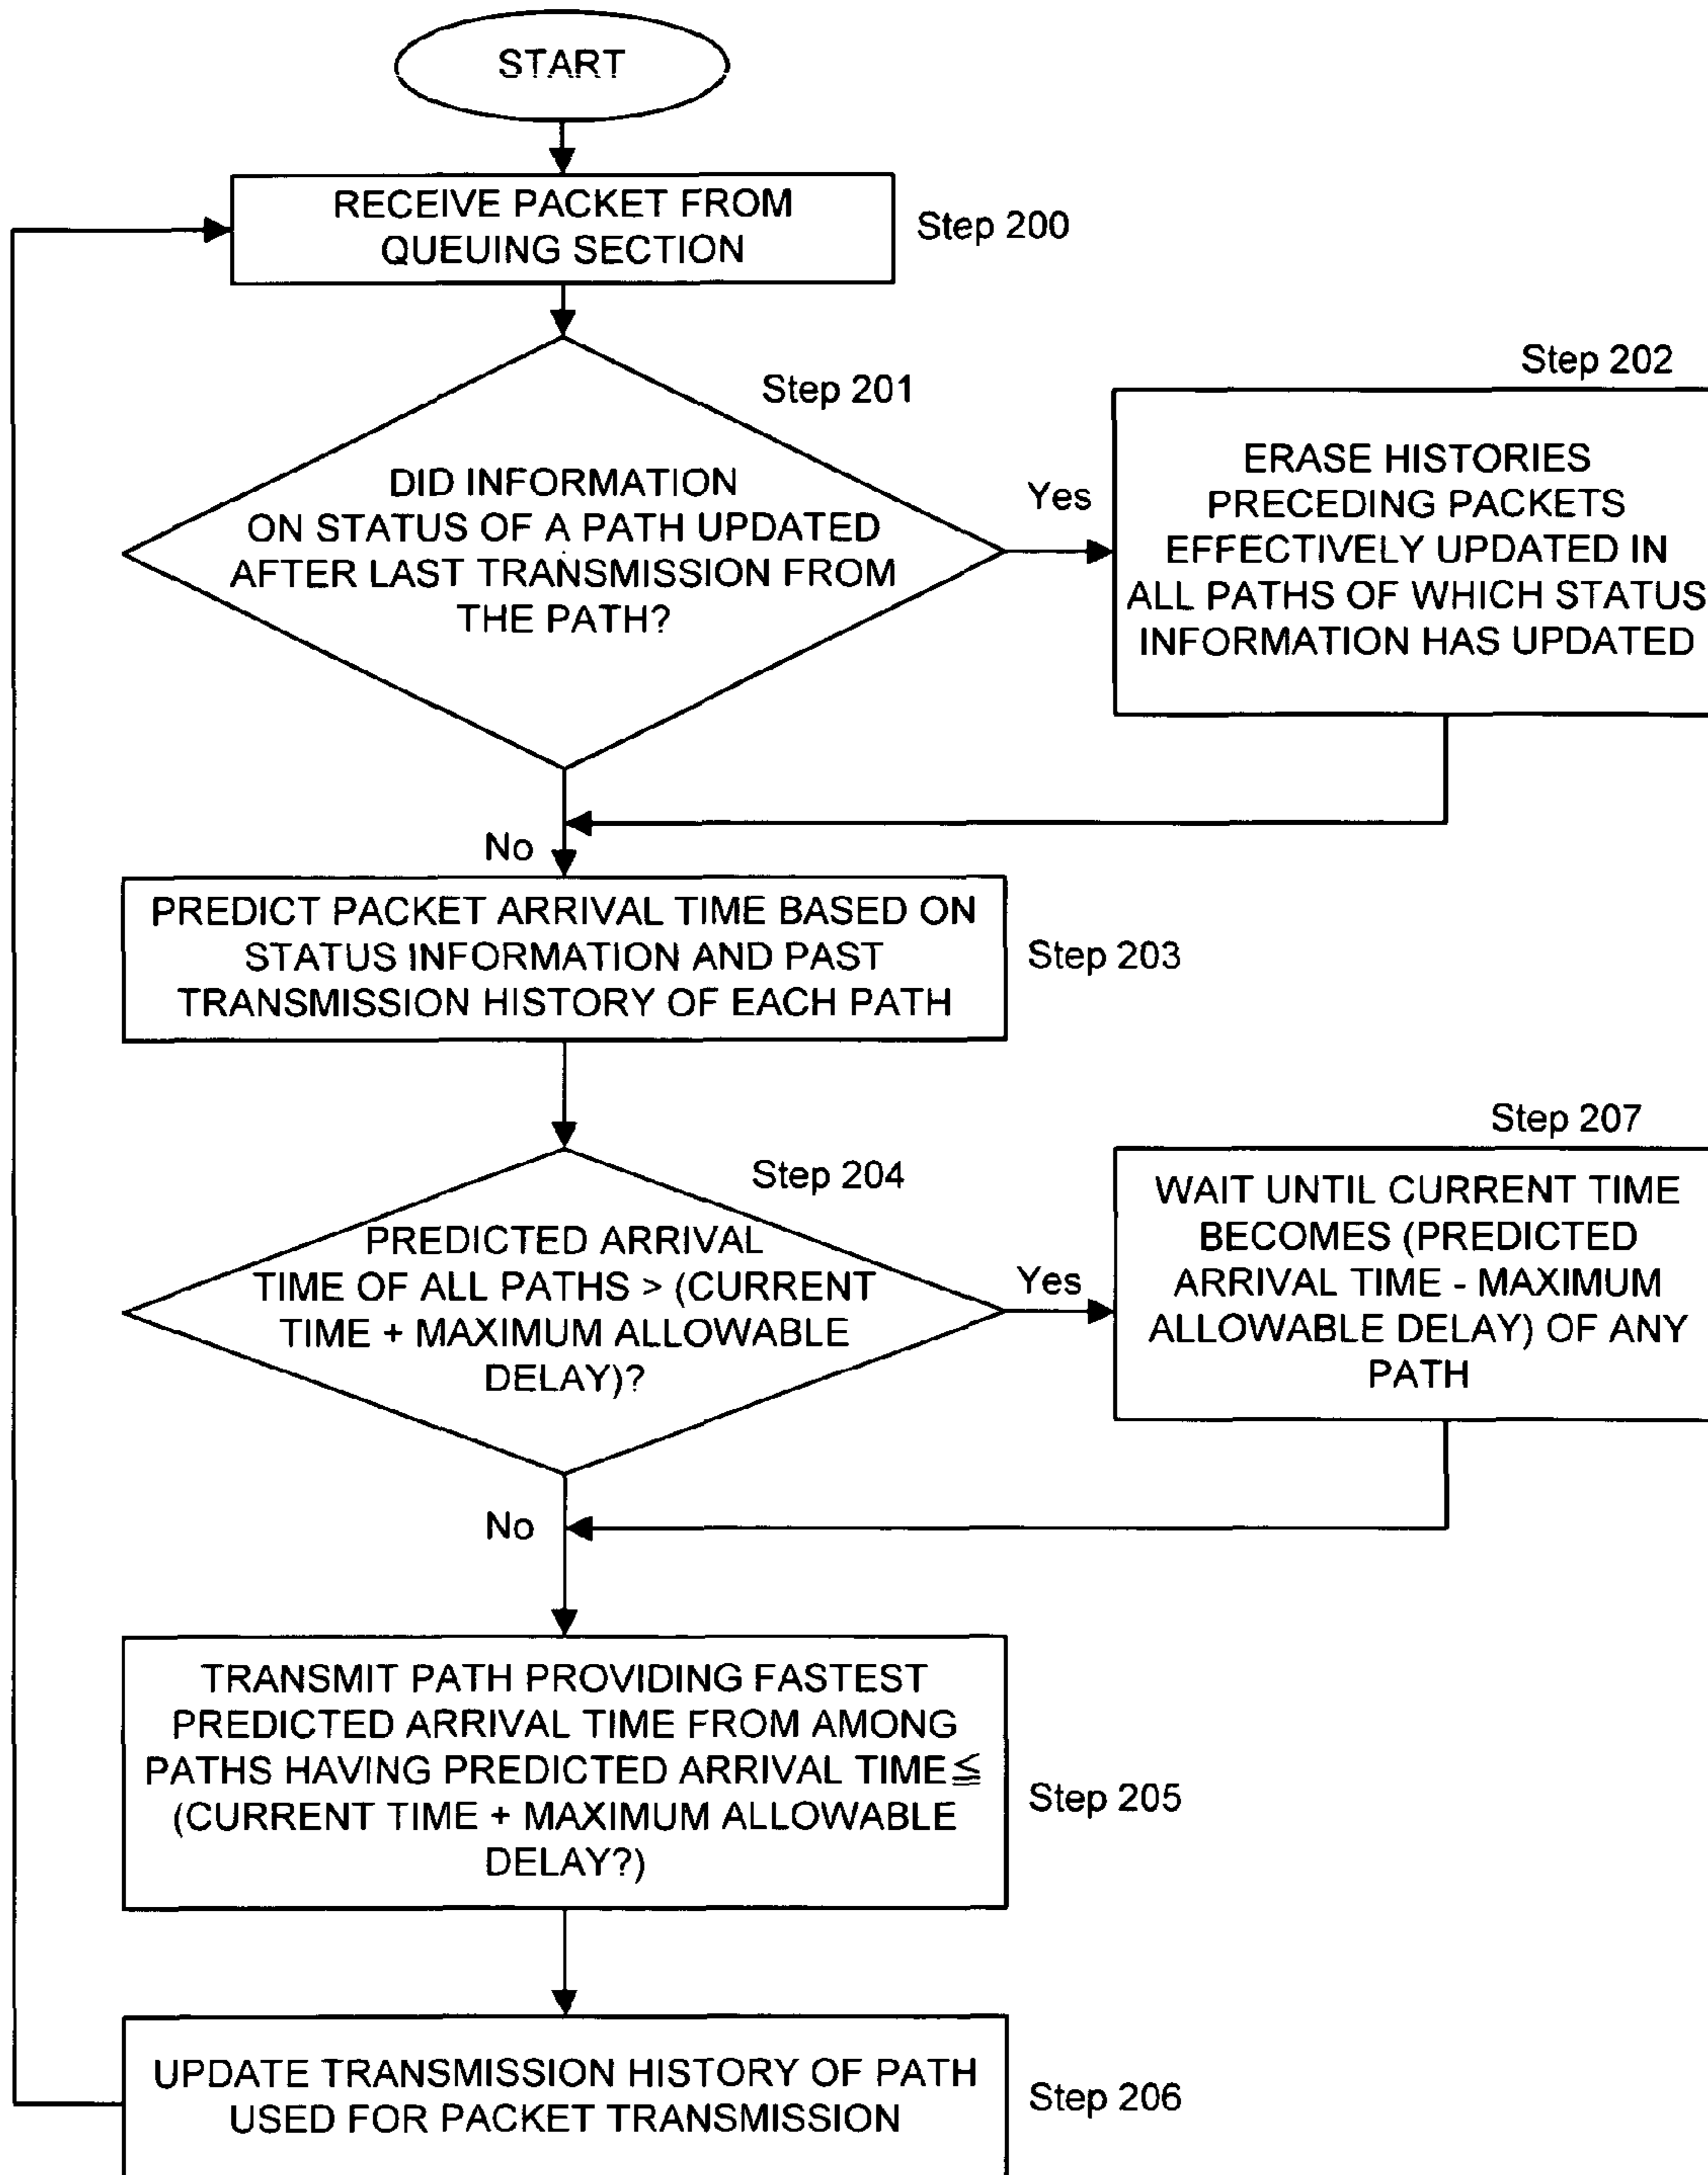 START
RECEIVE PACKET FROM
QUEUING SECTION
Step 200
Step 201
DID INFORMATION
ON STATUS OF A PATH UPDATED
AFTER LAST TRANSMISSION FROM
THE PATH?
Yes
Step 202
ERASE HISTORIES
PRECEDING PACKETS
EFFECTIVELY UPDATED IN
ALL PATHS OF WHICH STATUS
INFORMATION HAS UPDATED
No
PREDICT PACKET ARRIVAL TIME BASED ON
STATUS INFORMATION AND PAST
TRANSMISSION HISTORY OF EACH PATH
Step 203
Step 204
PREDICTED ARRIVAL
TIME OF ALL PATHS > (CURRENT
TIME + MAXIMUM ALLOWABLE
DELAY)?
Yes
Step 207
WAIT UNTIL CURRENT TIME
BECOMES (PREDICTED
ARRIVAL TIME - MAXIMUM
ALLOWABLE DELAY) OF ANY
PATH
No
TRANSMIT PATH PROVIDING FASTEST
PREDICTED ARRIVAL TIME FROM AMONG
PATHS HAVING PREDICTED ARRIVAL TIME≦
(CURRENT TIME + MAXIMUM ALLOWABLE
DELAY?)
Step 205
UPDATE TRANSMISSION HISTORY OF PATH
USED FOR PACKET TRANSMISSION
Step 206